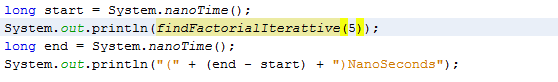 long start = System.nanoTime();
System.out.println(findFactorialIterattive(5));
long end = System.nanoTime();
System.out.println("(" + (end - start) + ")NanoSeconds");